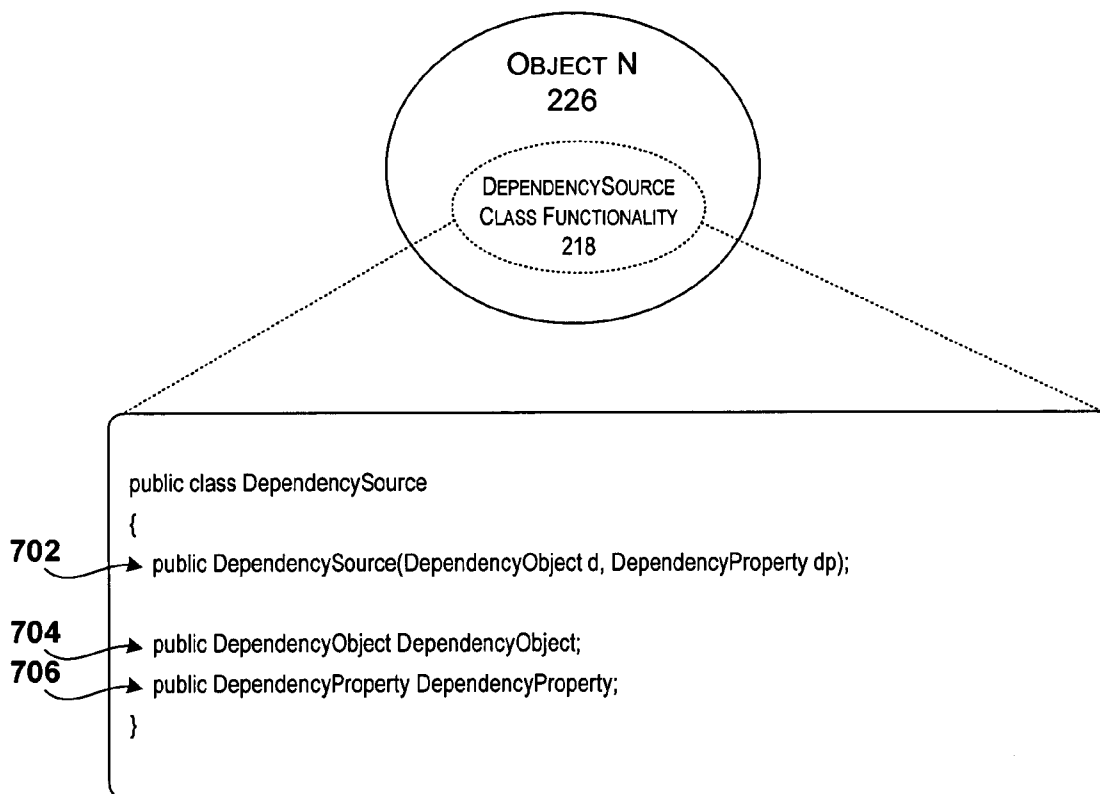 OBJECT N
226
DEPENDENCYSOURCE
CLASS FUNCTIONALITY
218
public class DependencySource
{
702
public DependencySource(DependencyObject d, DependencyProperty dp);
704
public DependencyObject DependencyObject;
706
public DependencyProperty DependencyProperty;
}